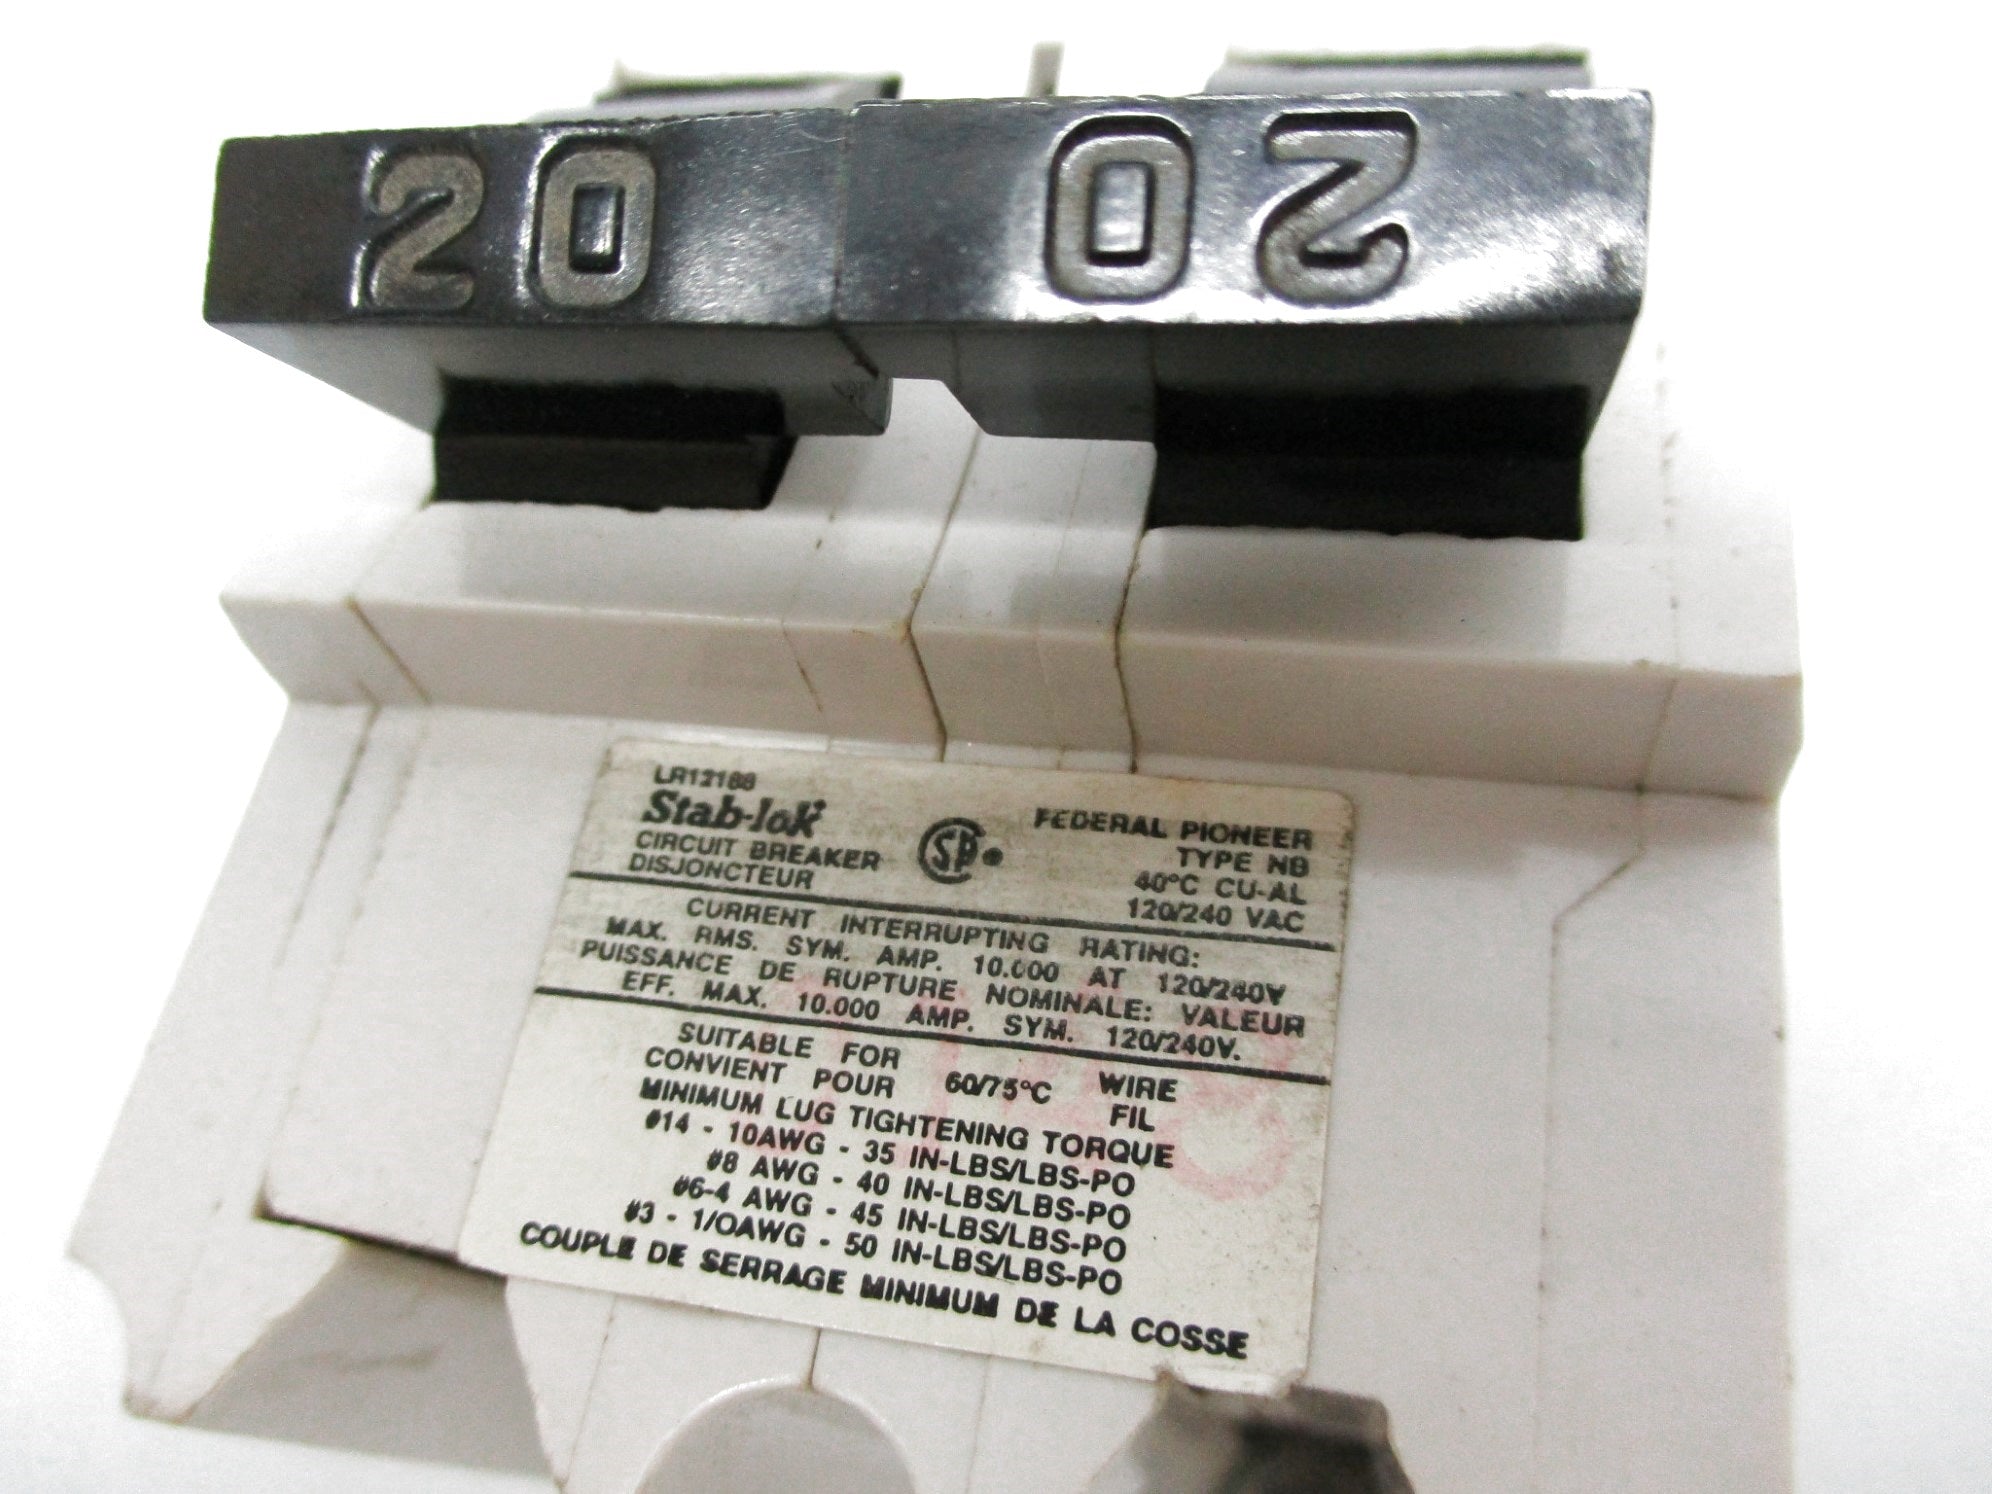 20 20
LR12188
Stab-lok
CIRCUIT BREAKER
DISJONCTEUR
SP
FEDERAL PIONEER
TYPE NB
40°C CU-AL
120/240 VAC
CURRENT INTERRUPTING RATING:
MAX. RMS. SYM. AMP. 10.000 AT 120/240V
PUISSANCE DE RUPTURE NOMINALE: VALEUR
EFF. MAX. 10.000 AMP. SYM. 120/240V.
SUITABLE FOR 60/75°C WIRE
CONVIENT POUR FIL
MINIMUM LUG TIGHTENING TORQUE
#14 - 10AWG - 35 IN-LBS/LBS-PO
#8 AWG - 40 IN-LBS/LBS-PO
#6-4 AWG - 45 IN-LBS/LBS-PO
#3 - 1/0AWG - 50 IN-LBS/LBS-PO
COUPLE DE SERRAGE MINIMUM DE LA COSSE